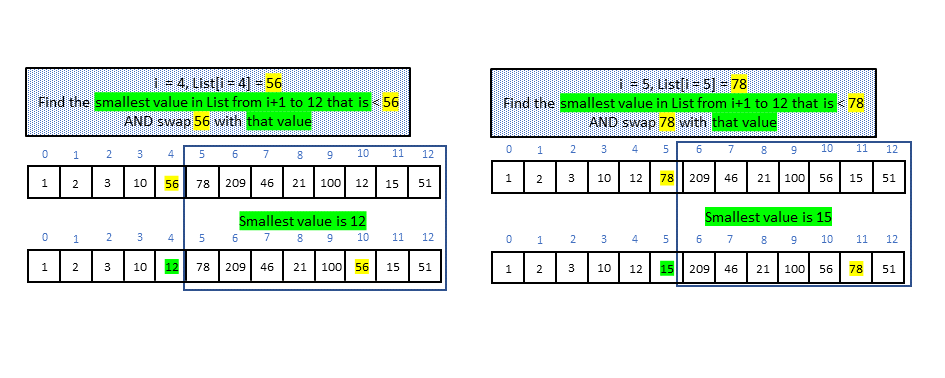 i = 4, List[i = 4] = 56
Find the smallest value in List from i+1 to 12 that is < 56
AND swap 56 with that value
0 1 2 3 4 5 6 7 8 9 10 11 12
1 2 3 10 56 78 209 46 21 100 12 15 51
Smallest value is 12
0 1 2 3 4 5 6 7 8 9 10 11 12
1 2 3 10 12 78 209 46 21 100 56 15 51
i = 5, List[i = 5] = 78
Find the smallest value in List from i+1 to 12 that is < 78
AND swap 78 with that value
0 1 2 3 4 5 6 7 8 9 10 11 12
1 2 3 10 12 78 209 46 21 100 56 15 51
Smallest value is 15
0 1 2 3 4 5 6 7 8 9 10 11 12
1 2 3 10 12 15 209 46 21 100 56 78 51